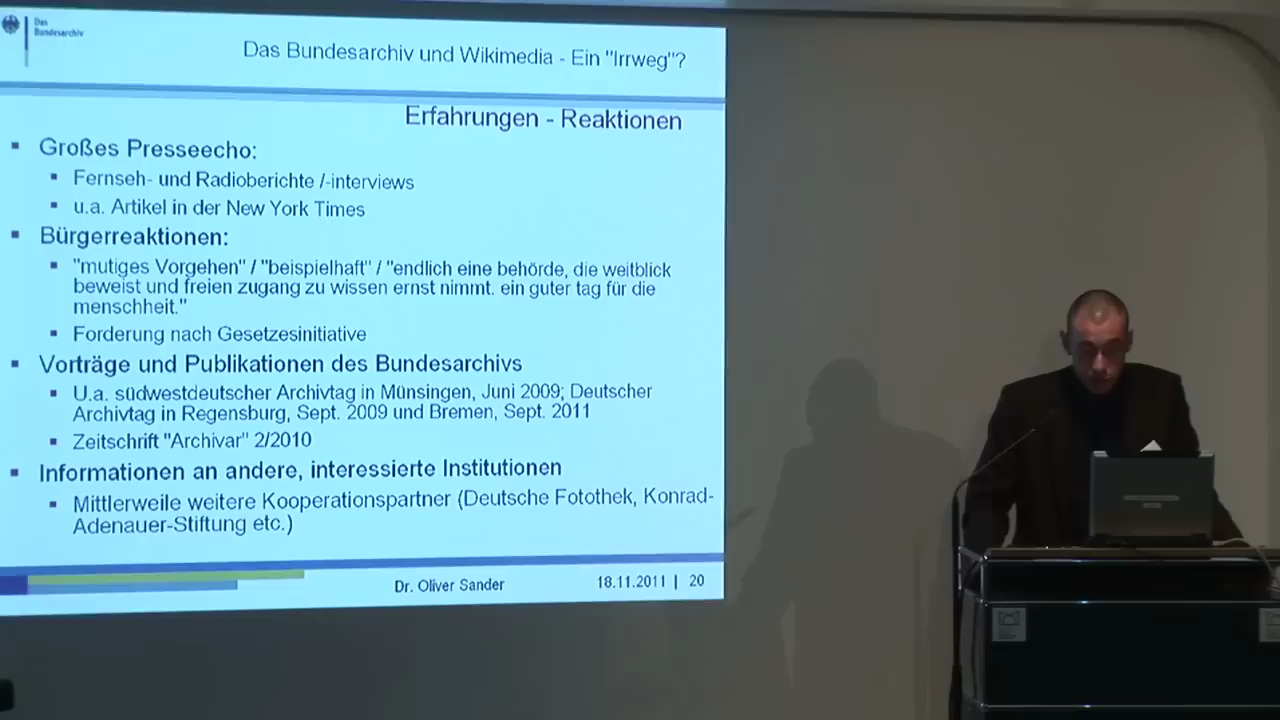 Das
Bundesarchiv
Das Bundesarchiv und Wikimedia - Ein "Irrweg"?
Erfahrungen - Reaktionen
Großes Presseecho:
Fernseh- und Radioberichte /-interviews
u.a. Artikel in der New York Times
Bürgerreaktionen:
"mutiges Vorgehen" / "beispielhaft" / "endlich eine behörde, die weitblick
beweist und freien zugang zu wissen ernst nimmt. ein guter tag für die
menschheit."
Forderung nach Gesetzesinitiative
Vorträge und Publikationen des Bundesarchivs
U.a. südwestdeutscher Archivtag in Münsingen, Juni 2009; Deutscher
Archivtag in Regensburg, Sept. 2009 und Bremen, Sept. 2011
Zeitschrift "Archivar" 2/2010
Informationen an andere, interessierte Institutionen
Mittlerweile weitere Kooperationspartner (Deutsche Fotothek, Konrad-
Adenauer-Stiftung etc.)
Dr. Oliver Sander
18.11.2011 | 20